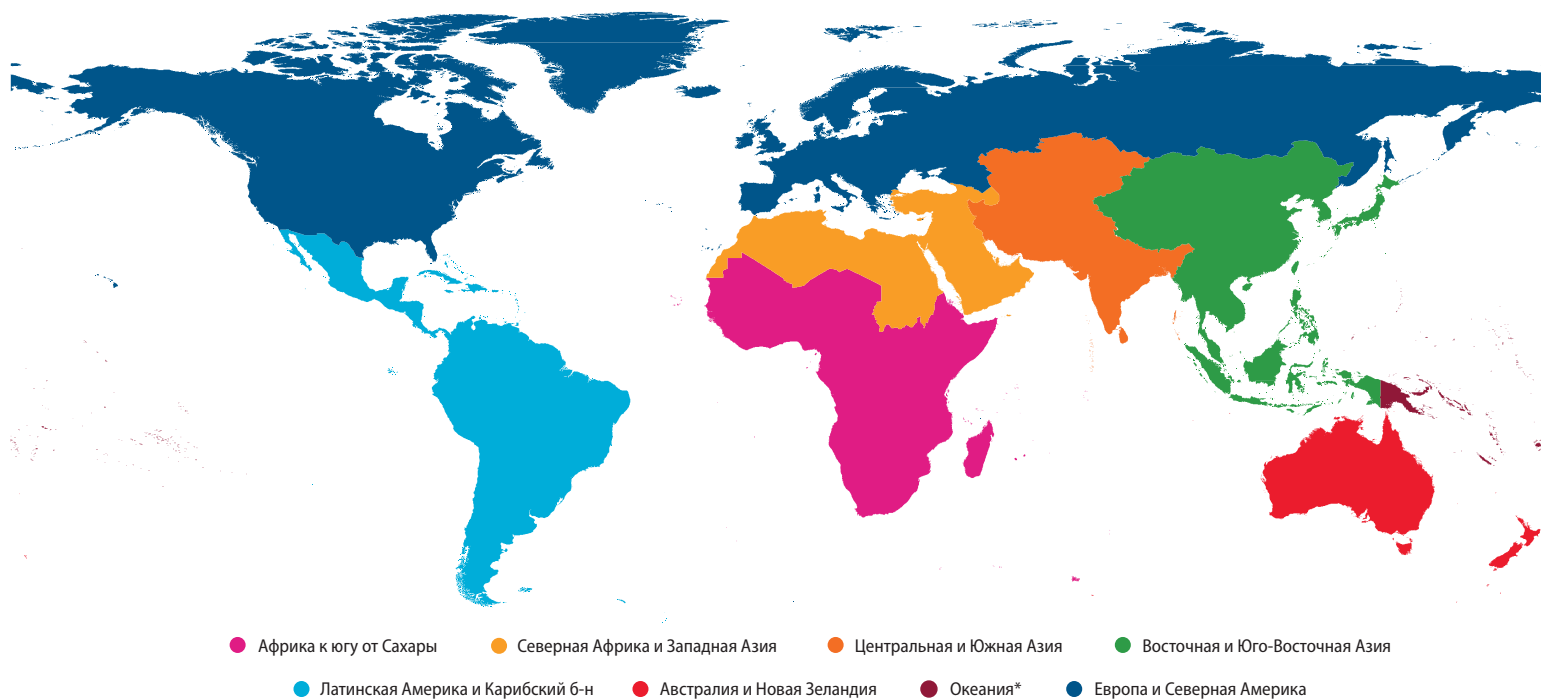 Африка к югу от Сахары
Северная Африка и Западная Азия
Центральная и Южная Азия
Восточная и Юго-Восточная Азия
Латинская Америка и Карибский б-н
Австралия и Новая Зеландия
Океания*
Европа и Северная Америка